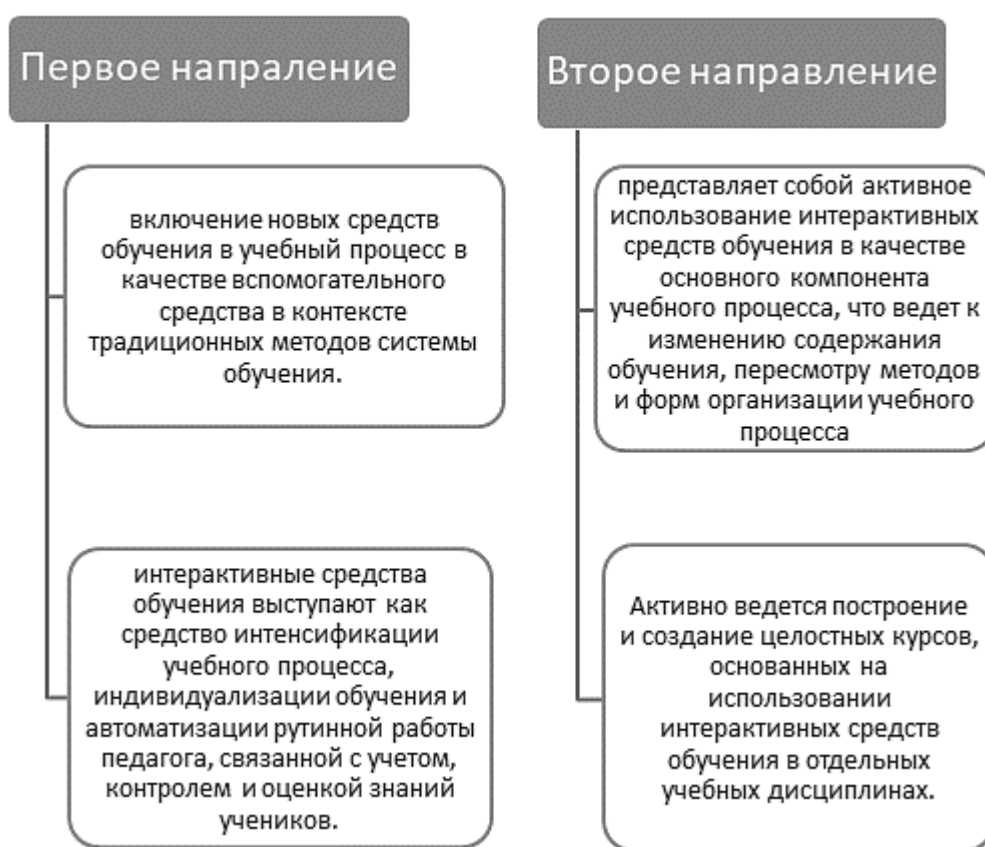 Первое напраление
включение новых средств
обучения в учебный процесс в
качестве вспомогательного
средства в контексте
традиционных методов системы
обучения.
интерактивные средства
обучения выступают как
средство интенсификации
учебного процесса,
индивидуализации обучения и
автоматизации рутинной работы
педагога, связанной с учетом,
контролем и оценкой знаний
учеников.
Второе направление
представляет собой активное
использование интерактивных
средств обучения в качестве
основного компонента
учебного процесса, что ведет к
изменению содержания
обучения, пересмотру методов
и форм организации учебного
процесса
Активно ведется построение
и создание целостных курсов,
основанных на
использовании
интерактивных средств
обучения в отдельных
учебных дисциплинах.